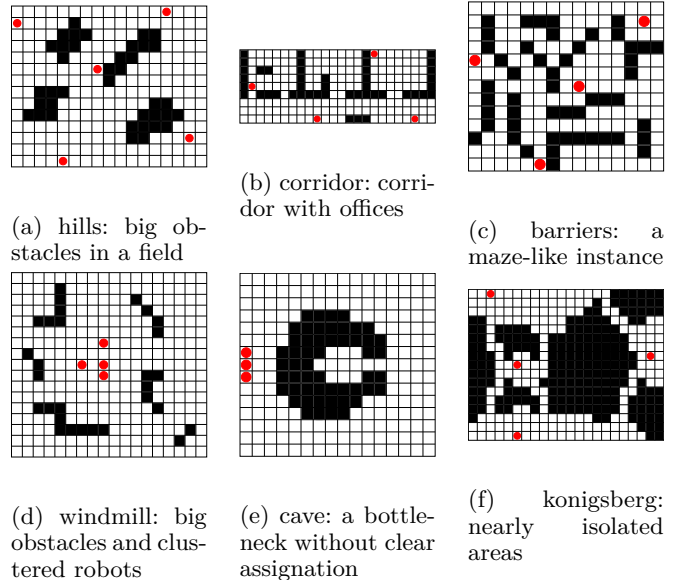 (a) hills: big ob-
stacles in a field
(b) corridor: corri-
dor with offices
(c) barriers: a
maze-like instance
(d) windmill: big
obstacles and clus-
tered robots
(e) cave: a bottle-
neck without clear
assignation
(f) konigsberg:
nearly isolated
areas